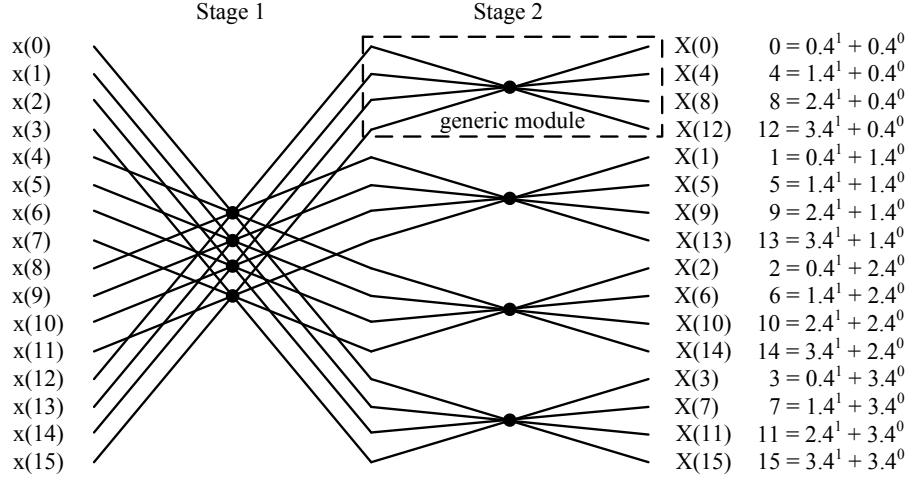 Stage 1 Stage 2
x(0) X(0) 0 = 0.4¹ + 0.4⁰
x(1) X(4) 4 = 1.4¹ + 0.4⁰
x(2) X(8) 8 = 2.4¹ + 0.4⁰
generic module
x(3) X(12) 12 = 3.4¹ + 0.4⁰
x(4) X(1) 1 = 0.4¹ + 1.4⁰
x(5) X(5) 5 = 1.4¹ + 1.4⁰
x(6) X(9) 9 = 2.4¹ + 1.4⁰
x(7) X(13) 13 = 3.4¹ + 1.4⁰
x(8) X(2) 2 = 0.4¹ + 2.4⁰
x(9) X(6) 6 = 1.4¹ + 2.4⁰
x(10) X(10) 10 = 2.4¹ + 2.4⁰
x(11) X(14) 14 = 3.4¹ + 2.4⁰
x(12) X(3) 3 = 0.4¹ + 3.4⁰
x(13) X(7) 7 = 1.4¹ + 3.4⁰
x(14) X(11) 11 = 2.4¹ + 3.4⁰
x(15) X(15) 15 = 3.4¹ + 3.4⁰